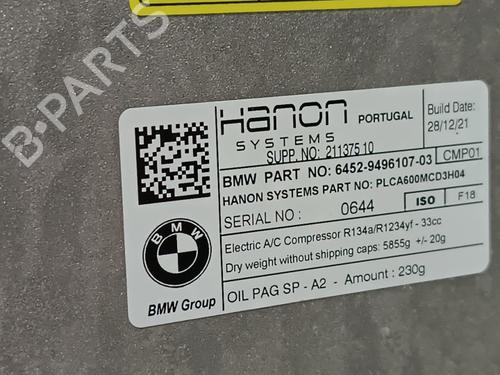 B-PARTS
Hanon PORTUGAL
SYSTEMS
Build Date:
28/12/21
SUPP. NO: 211375 10
BMW PART NO: 6452-9496107-03 CMP01
HANON SYSTEMS PART NO: PLCA600MCD3H04
SERIAL NO : 0644 ISO F18
Electric A/C Compressor R134a/R1234yf - 33cc
Dry weight without shipping caps: 5855g +/- 20g
BMW
BMW Group
OIL PAG SP - A2 - Amount : 230g